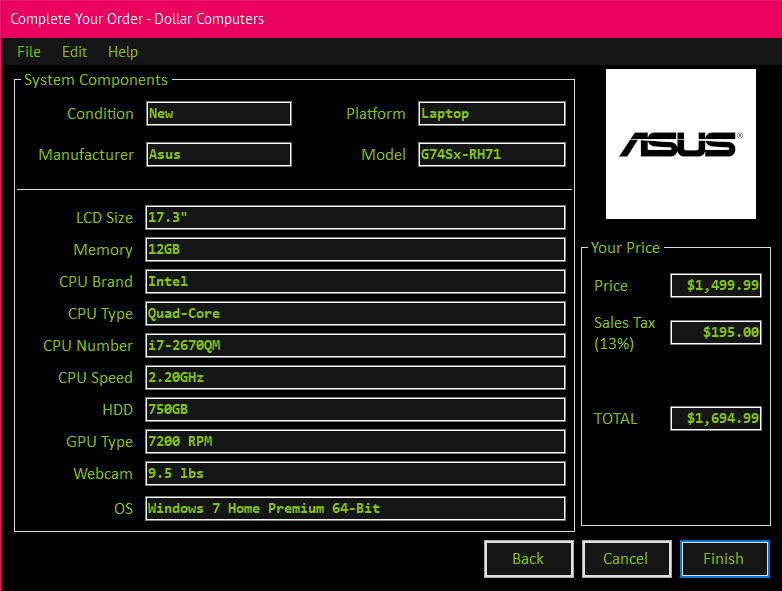 Complete Your Order - Dollar Computers
File Edit Help
System Components
Condition New Platform Laptop
Manufacturer Asus Model G74Sx-RH71
LCD Size 17.3"
Memory 12GB
CPU Brand Intel
CPU Type Quad-Core
CPU Number i7-2670QM
CPU Speed 2.20GHz
HDD 750GB
GPU Type 7200 RPM
Webcam 9.5 lbs
OS Windows 7 Home Premium 64-Bit
ASUS®
Your Price
Price $1,499.99
Sales Tax
(13%) $195.00
TOTAL $1,694.99
Back Cancel Finish